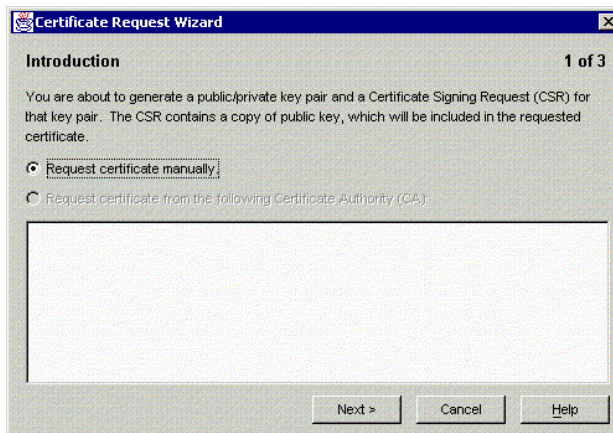 Certificate Request Wizard
Introduction 1 of 3
You are about to generate a public/private key pair and a Certificate Signing Request (CSR) for
that key pair. The CSR contains a copy of public key, which will be included in the requested
certificate.
Request certificate manually.
Request certificate from the following Certificate Authority (CA):
Next > Cancel Help